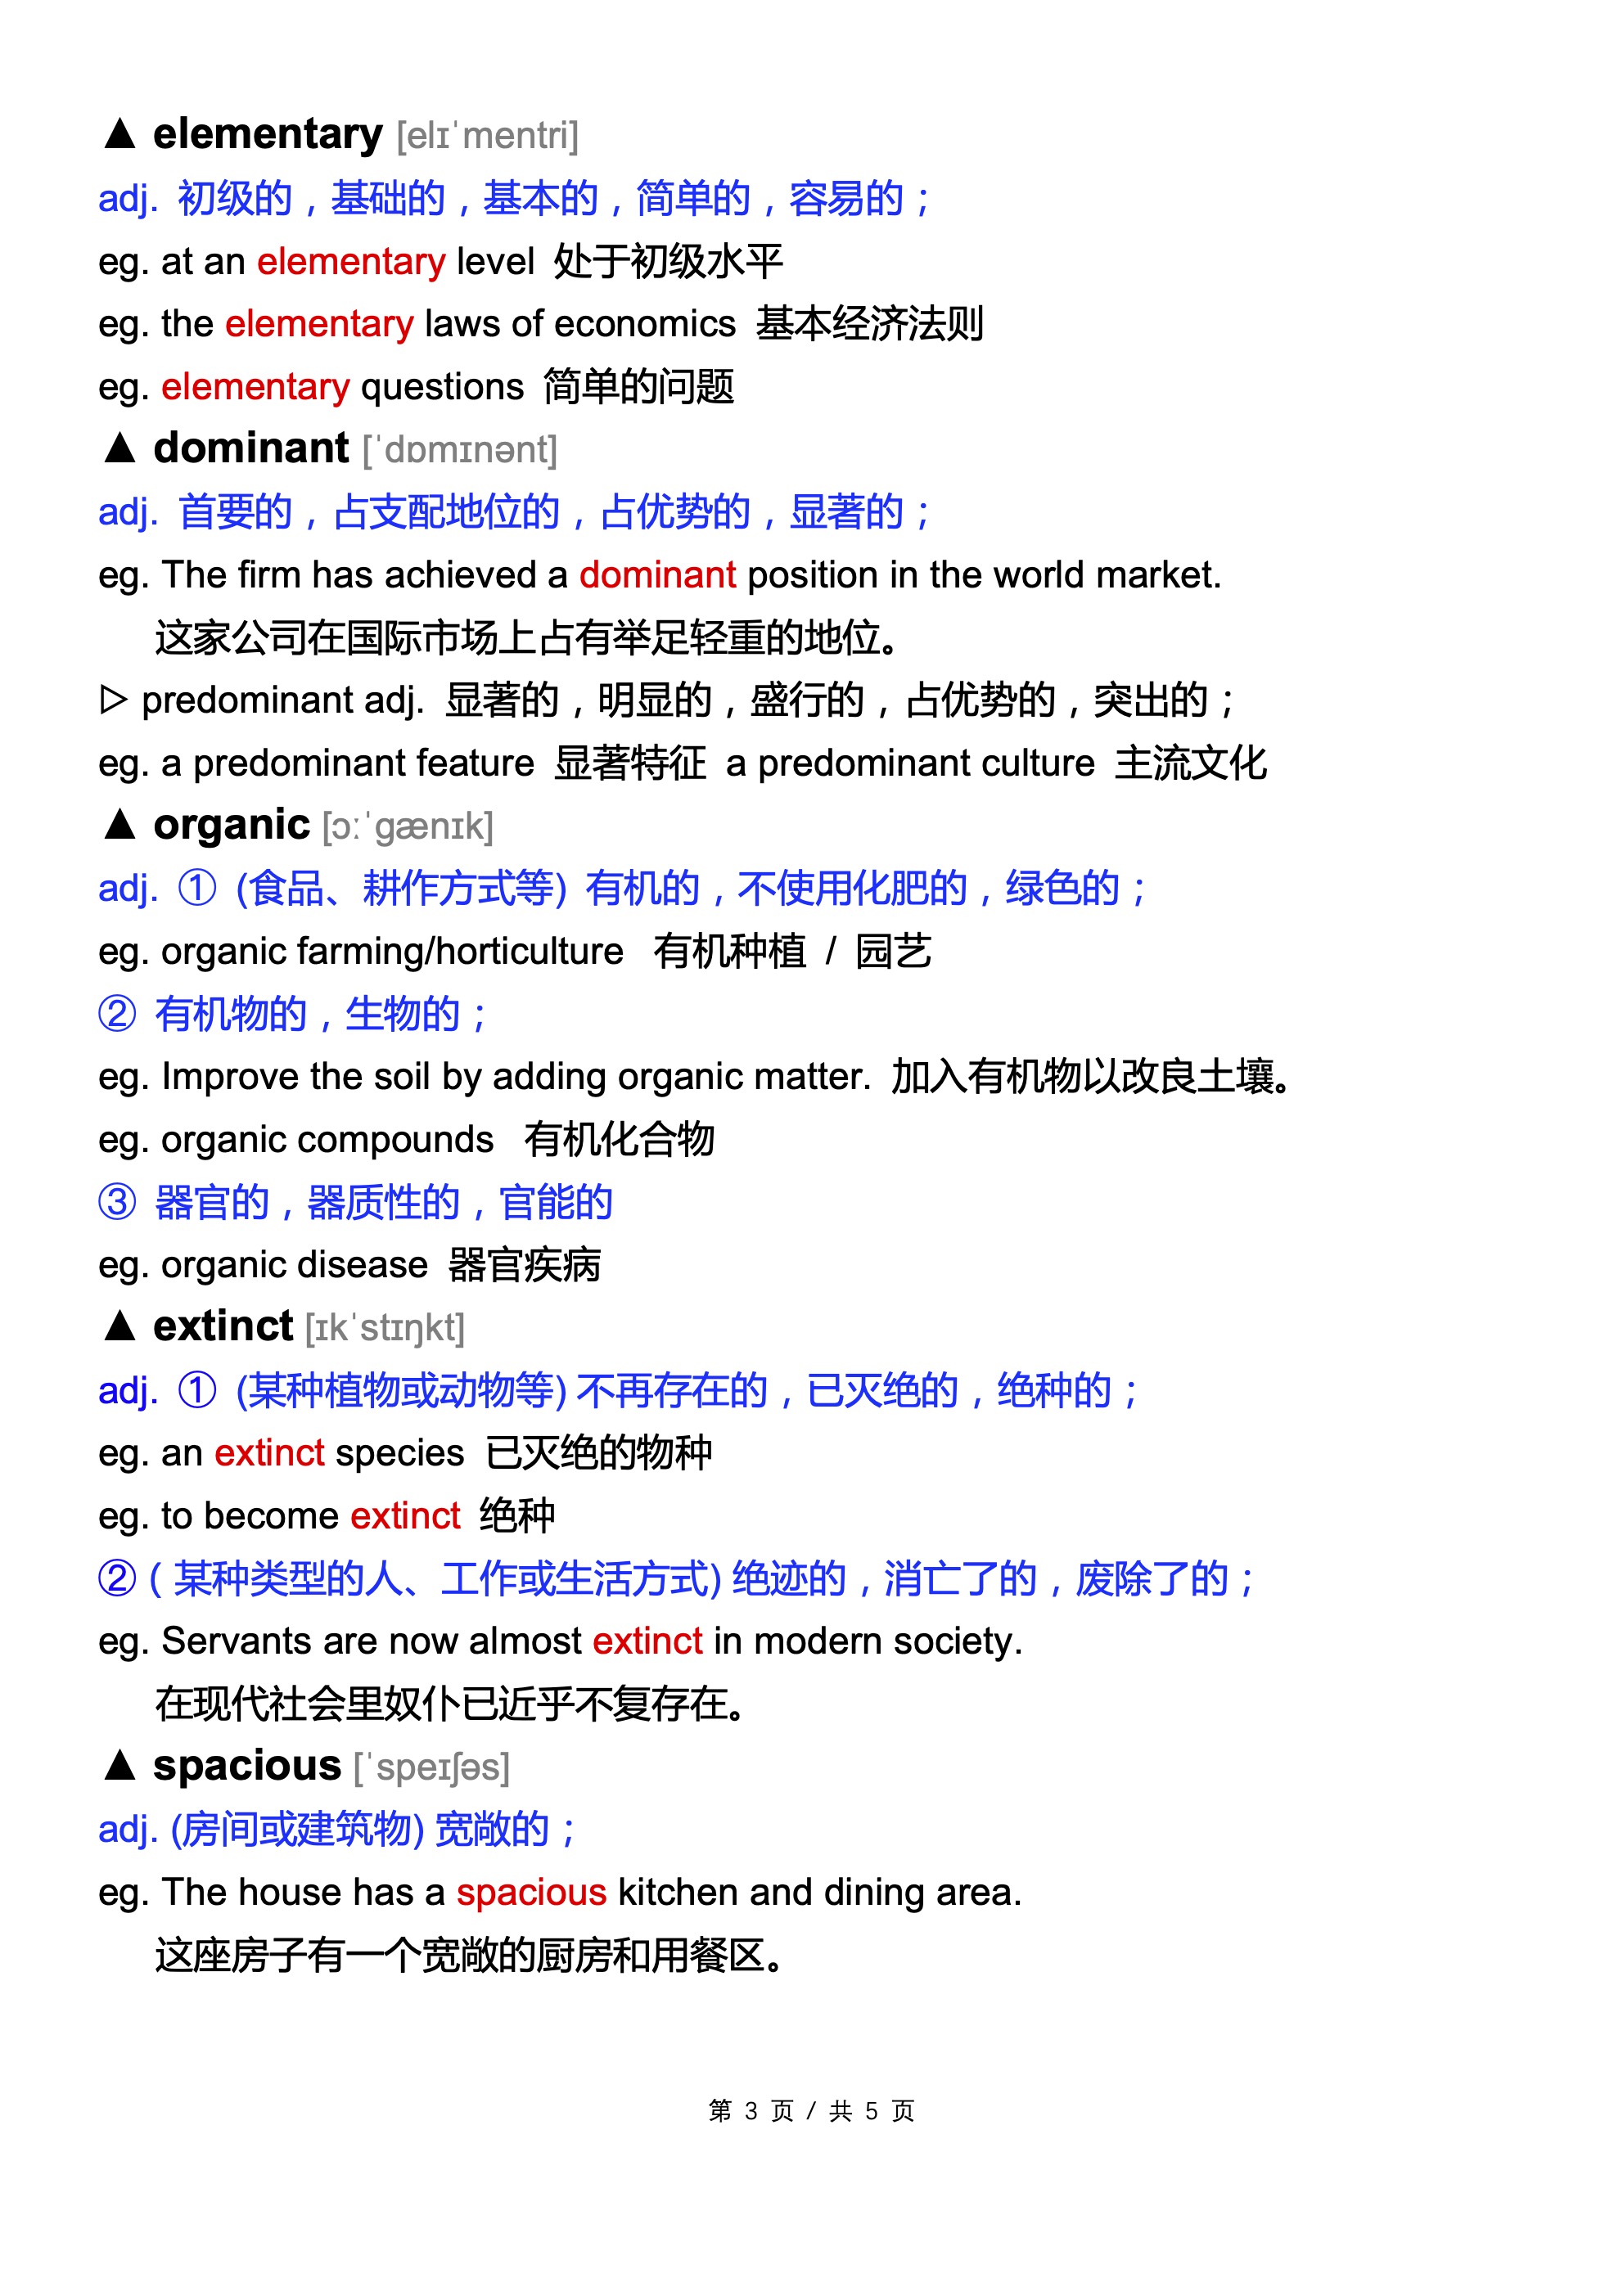 ▲ elementary [elɪˈmentri]
adj. 初级的，基础的，基本的，简单的，容易的；
eg. at an elementary level 处于初级水平
eg. the elementary laws of economics 基本经济法则
eg. elementary questions 简单的问题
▲ dominant [ˈdɒmɪnənt]
adj. 首要的，占支配地位的，占优势的，显著的；
eg. The firm has achieved a dominant position in the world market.
这家公司在国际市场上占有举足轻重的地位。
▷ predominant adj. 显著的，明显的，盛行的，占优势的，突出的；
eg. a predominant feature 显著特征 a predominant culture 主流文化
▲ organic [ɔːˈɡænɪk]
adj. ① (食品、耕作方式等) 有机的，不使用化肥的，绿色的；
eg. organic farming/horticulture 有机种植 / 园艺
② 有机物的，生物的；
eg. Improve the soil by adding organic matter. 加入有机物以改良土壤。
eg. organic compounds 有机化合物
③ 器官的，器质性的，官能的
eg. organic disease 器官疾病
▲ extinct [ɪkˈstɪŋkt]
adj. ① (某种植物或动物等) 不再存在的，已灭绝的，绝种的；
eg. an extinct species 已灭绝的物种
eg. to become extinct 绝种
② ( 某种类型的人、工作或生活方式) 绝迹的，消亡了的，废除了的；
eg. Servants are now almost extinct in modern society.
在现代社会里奴仆已近乎不复存在。
▲ spacious [ˈspeɪʃəs]
adj. (房间或建筑物) 宽敞的；
eg. The house has a spacious kitchen and dining area.
这座房子有一个宽敞的厨房和用餐区。
第 3 页 / 共 5 页